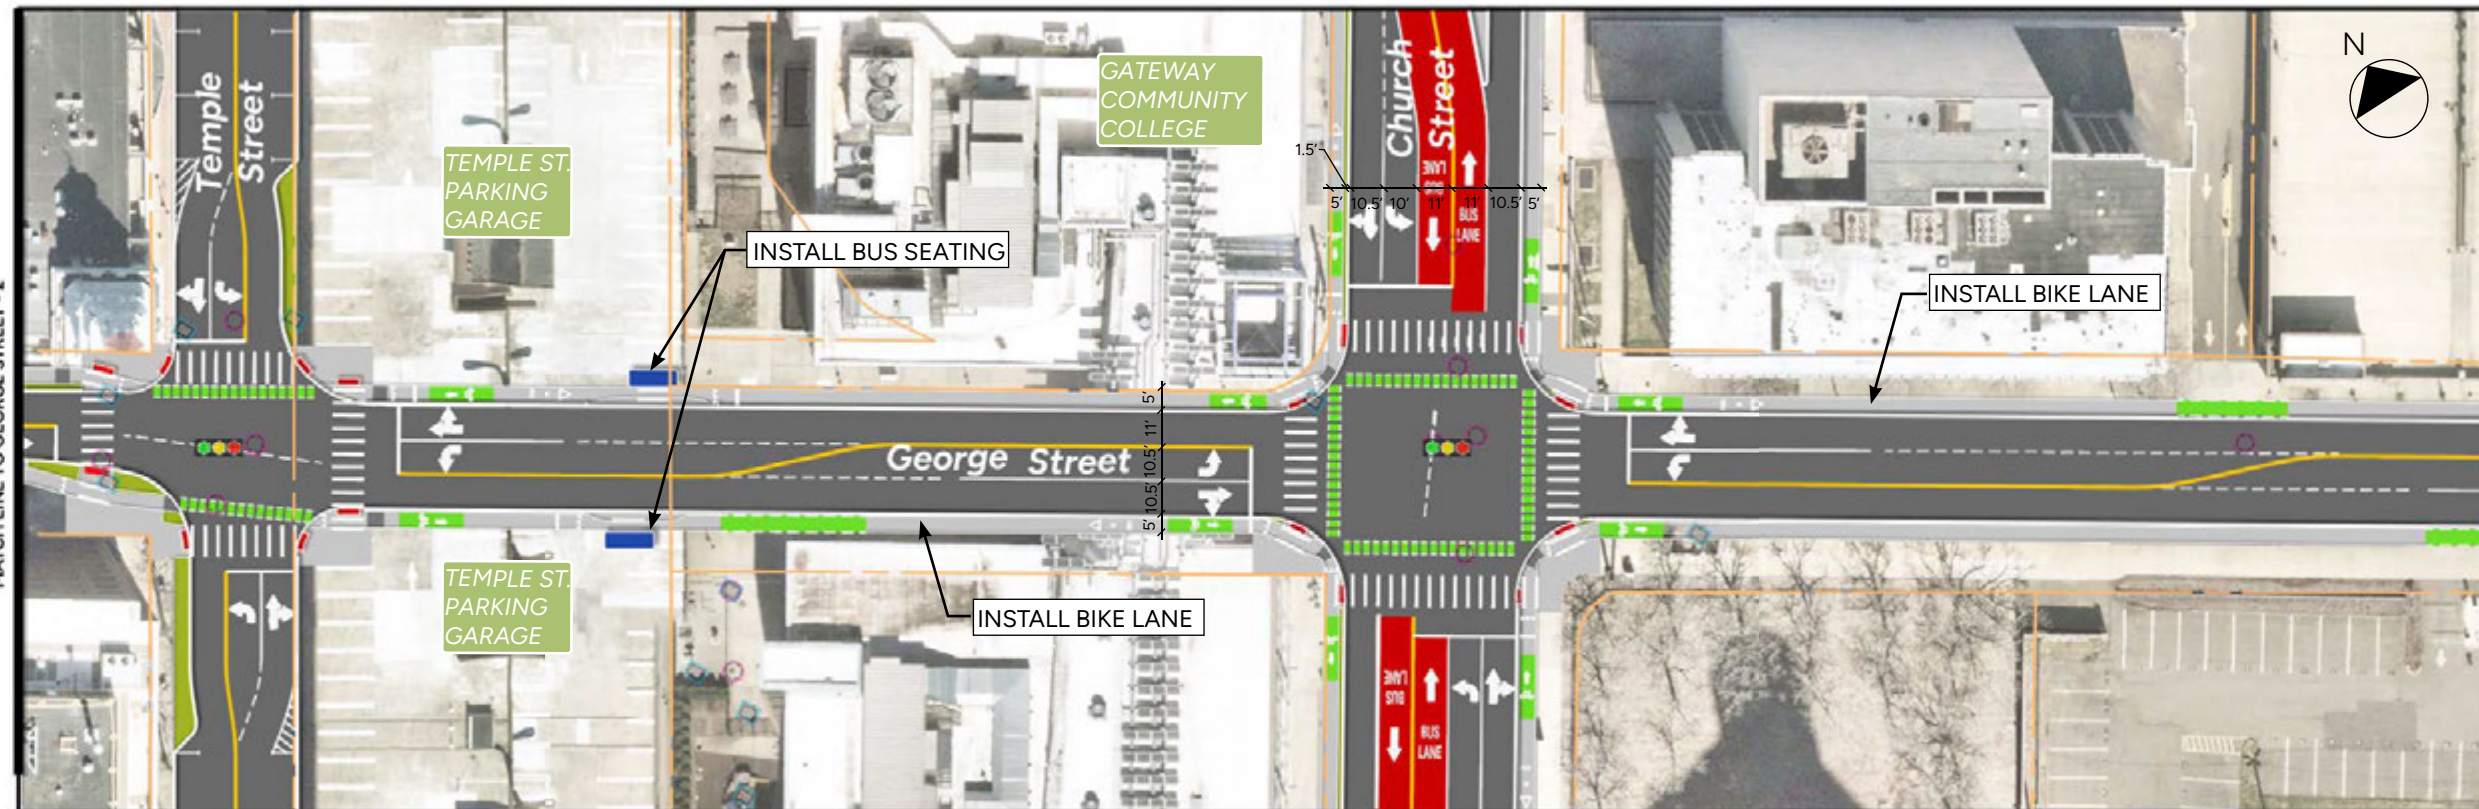 N
Temple
Street
TEMPLE ST.
PARKING
GARAGE
GATEWAY
COMMUNITY
COLLEGE
Church
Street
BUS
LANE
BUS
LANE
1.5'
5' 10.5' 10' 11' 11' 10.5' 5'
INSTALL BUS SEATING
INSTALL BIKE LANE
George Street
5'
11'
10.5'
10.5'
5'
TEMPLE ST.
PARKING
GARAGE
INSTALL BIKE LANE
BUS
LANE
BUS
LANE